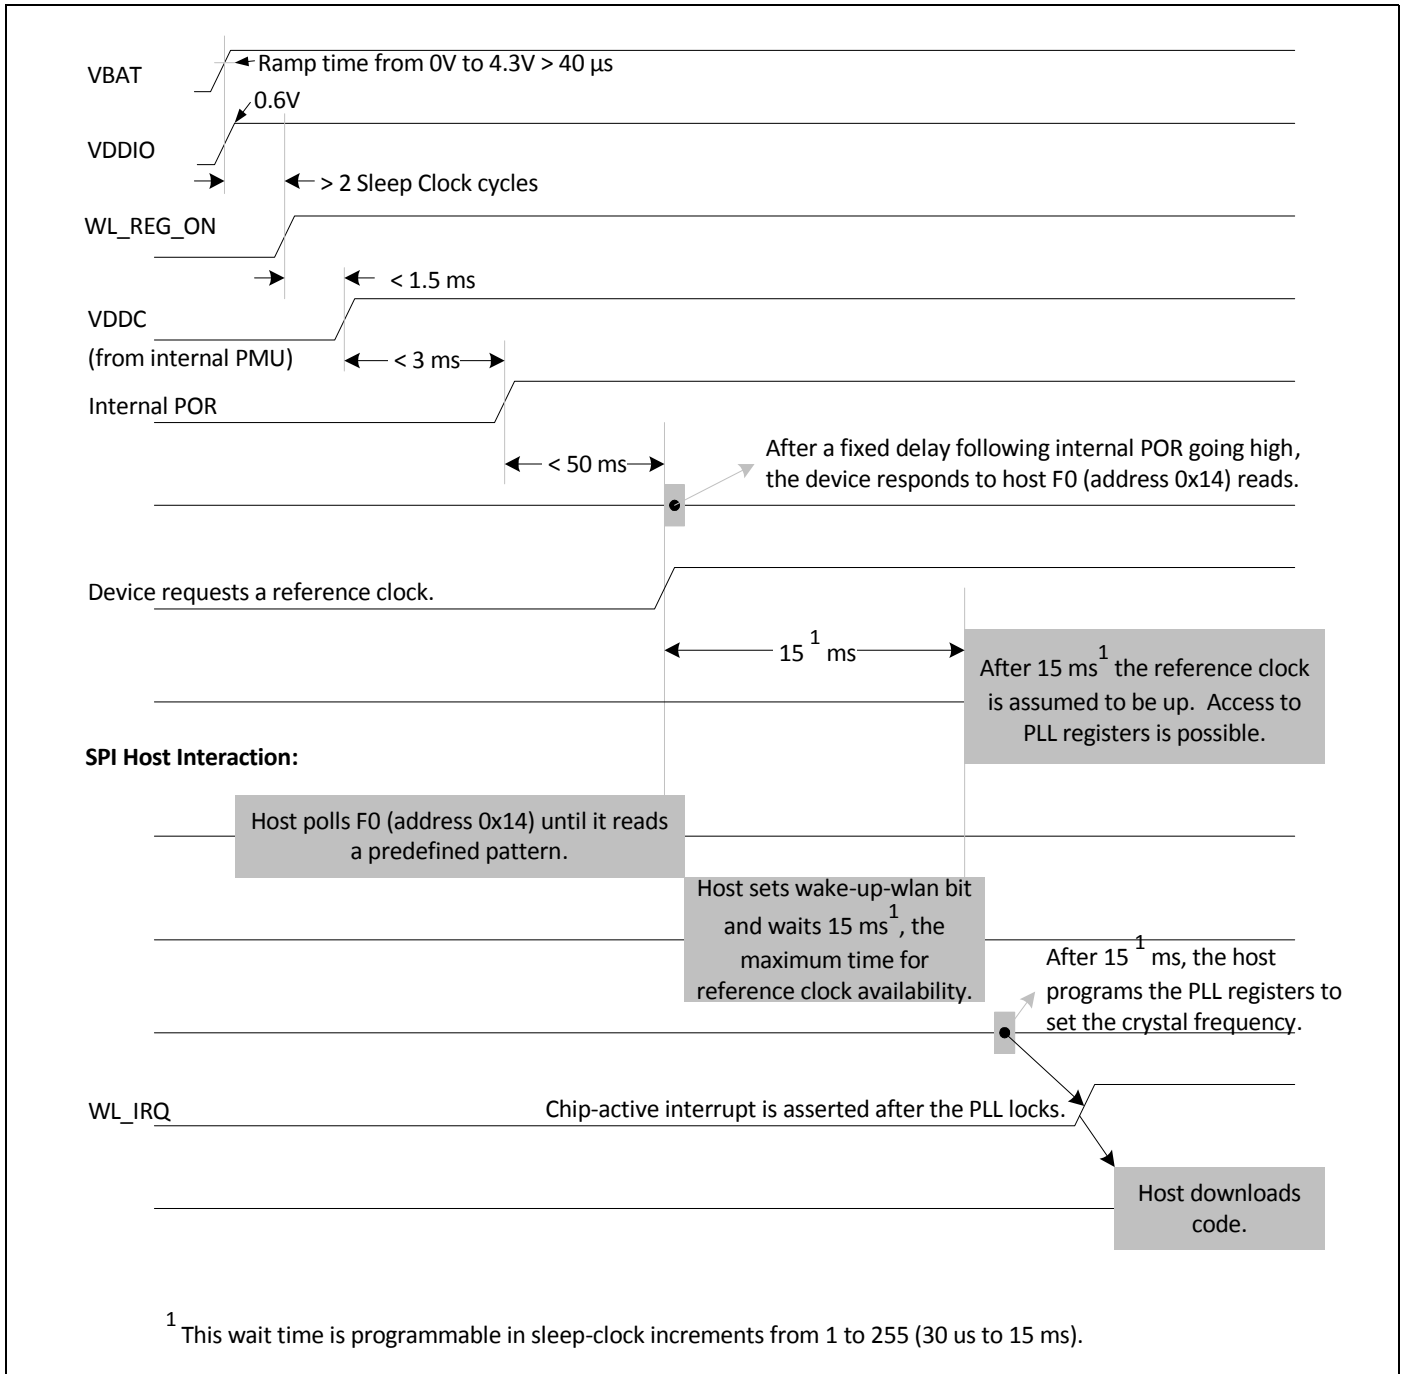 VBAT
Ramp time from 0V to 4.3V > 40 µs
0.6V
VDDIO
> 2 Sleep Clock cycles
WL_REG_ON
< 1.5 ms
VDDC
(from internal PMU)
< 3 ms
Internal POR
After a fixed delay following internal POR going high,
the device responds to host F0 (address 0x14) reads.
< 50 ms
Device requests a reference clock.
15 1 ms
After 15 ms1 the reference clock
is assumed to be up. Access to
PLL registers is possible.
SPI Host Interaction:
Host polls F0 (address 0x14) until it reads
a predefined pattern.
Host sets wake-up-wlan bit
and waits 15 ms1, the
maximum time for
reference clock availability.
After 15 1 ms, the host
programs the PLL registers to
set the crystal frequency.
WL_IRQ
Chip-active interrupt is asserted after the PLL locks.
Host downloads
code.
1 This wait time is programmable in sleep-clock increments from 1 to 255 (30 us to 15 ms).